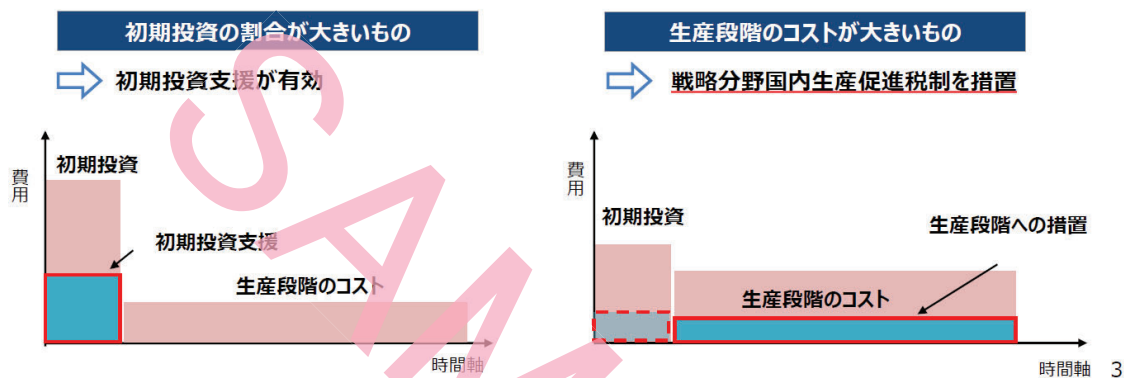 初期投資の割合が大きいもの
初期投資支援が有効
費用
初期投資
初期投資支援
生産段階のコスト
時間軸
生産段階のコストが大きいもの
戦略分野国内生産促進税制を措置
費用
初期投資
生産段階への措置
生産段階のコスト
時間軸
3
SAM